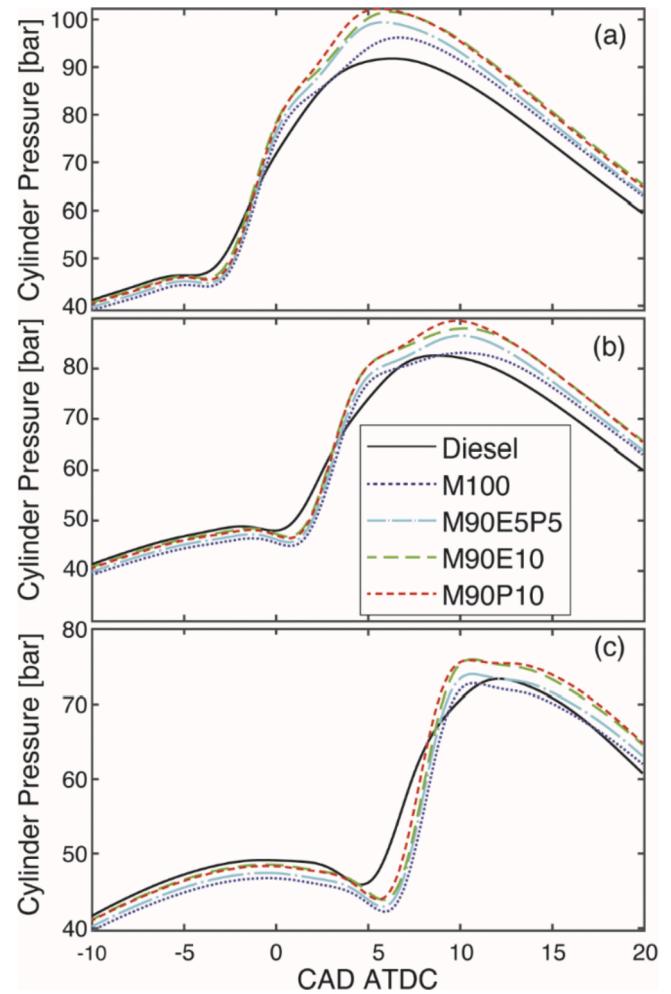 (a)
Cylinder Pressure [bar]
100
90
80
70
60
50
40
(b)
Cylinder Pressure [bar]
80
70
60
50
40
Diesel
M100
M90E5P5
M90E10
M90P10
(c)
Cylinder Pressure [bar]
80
70
60
50
40
-10 -5 0 5 10 15 20
CAD ATDC